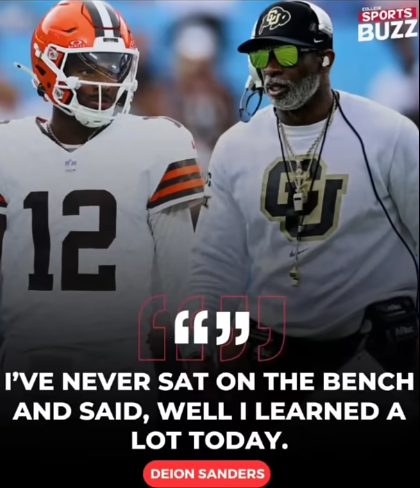 COLLEGE
SPORTS
BUZZ
CU
12
CU
❝❞
I'VE NEVER SAT ON THE BENCH
AND SAID, WELL I LEARNED A
LOT TODAY.
DEION SANDERS